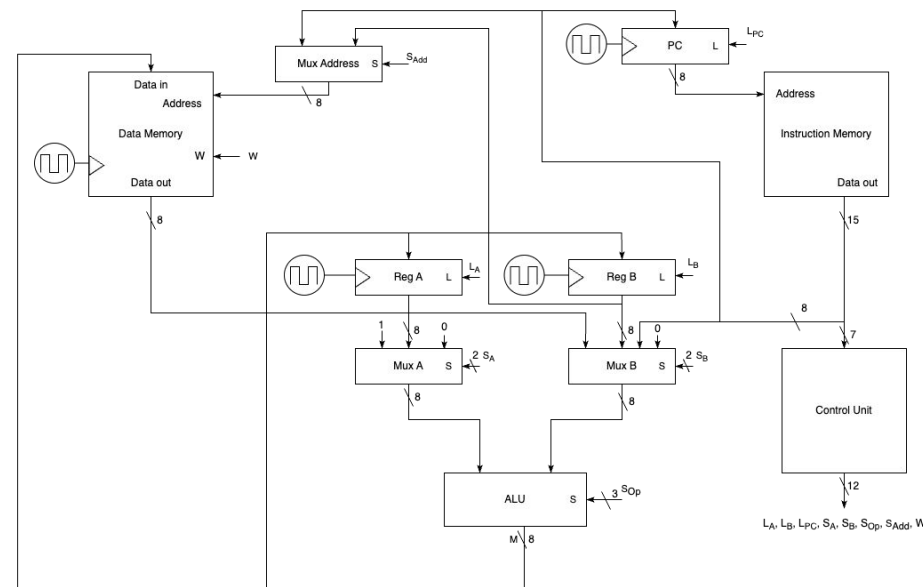 PC
L
L_PC
8
Mux Address
S
S_Add
8
Data in
Address
Data Memory
W
W
Data out
8
Address
Instruction Memory
Data out
15
Reg A
L
L_A
Reg B
L
L_B
8
1
8
0
8
0
7
Mux A
S
2
S_A
Mux B
S
2
S_B
8
8
Control Unit
ALU
S
3
S_Op
12
L_A, L_B, L_PC, S_A, S_B, S_Op, S_Add, W
M
8